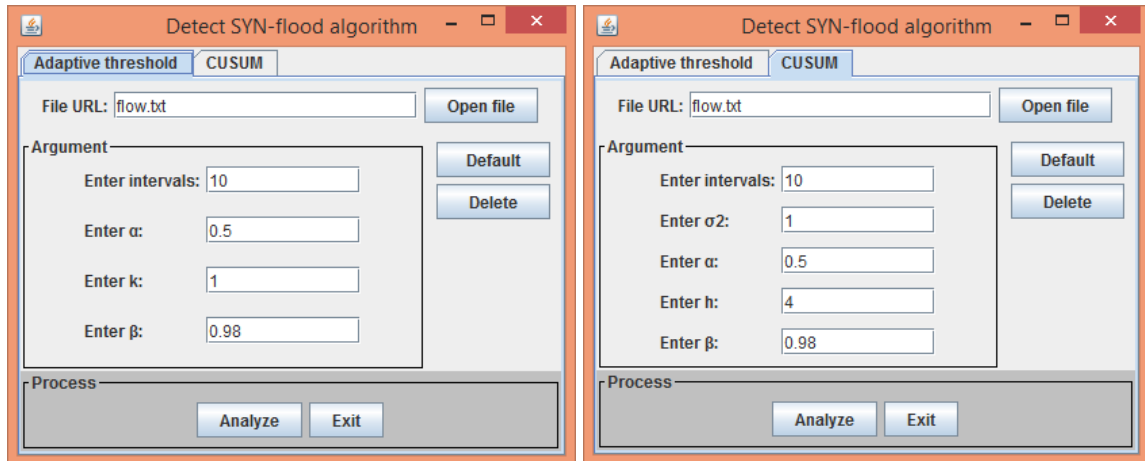 Detect SYN-flood algorithm
Adaptive threshold CUSUM
File URL: flow.txt Open file
Argument
Default
Enter intervals: 10
Delete
Enter α: 0.5
Enter k: 1
Enter β: 0.98
Process
Analyze Exit
Detect SYN-flood algorithm
Adaptive threshold CUSUM
File URL: flow.txt Open file
Argument
Default
Enter intervals: 10
Delete
Enter σ2: 1
Enter α: 0.5
Enter h: 4
Enter β: 0.98
Process
Analyze Exit